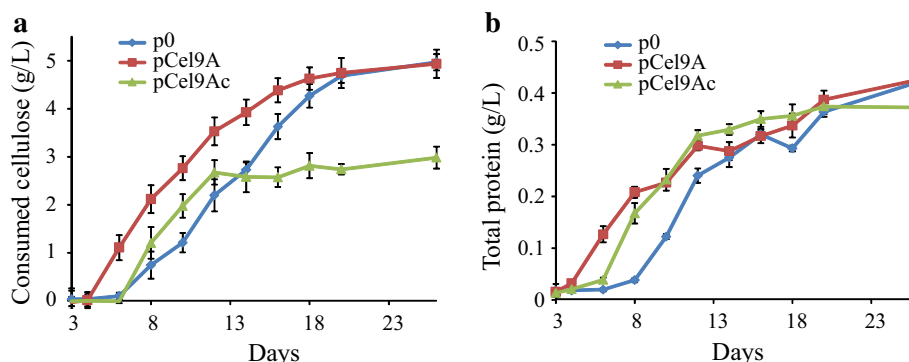 a
Consumed cellulose (g/L)
5
4
3
2
1
0
p0
pCel9A
pCel9Ac
3 8 13 18 23
Days
b
Total protein (g/L)
0.5
0.4
0.3
0.2
0.1
0
p0
pCel9A
pCel9Ac
3 8 13 18 23
Days